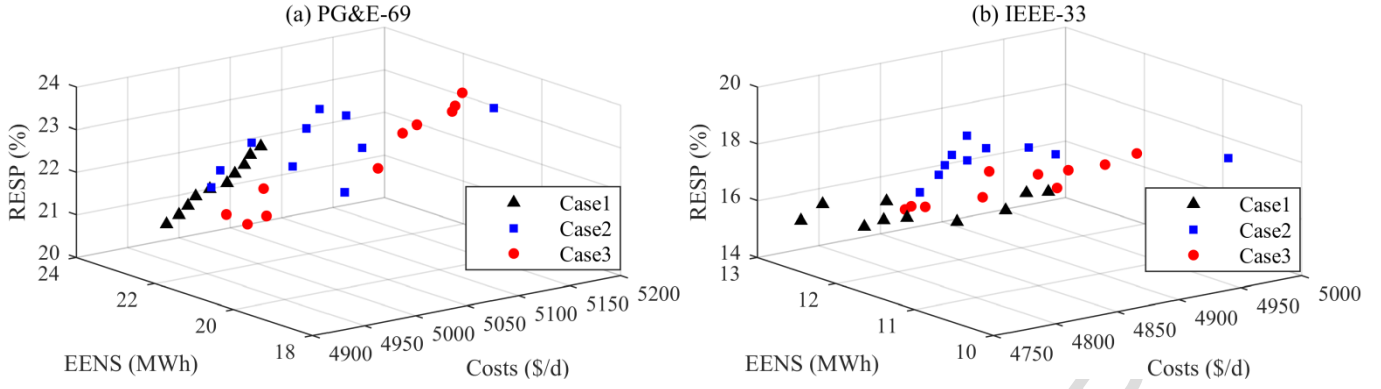 (a) PG&E-69
RESP (%)
24
23
22
21
20
24
22
20
18
EENS (MWh)
4900
4950
5000
5050
5100
5150
5200
Costs ($/d)
Case1
Case2
Case3
(b) IEEE-33
RESP (%)
20
18
16
14
13
12
11
10
EENS (MWh)
4750
4800
4850
4900
4950
5000
Costs ($/d)
Case1
Case2
Case3